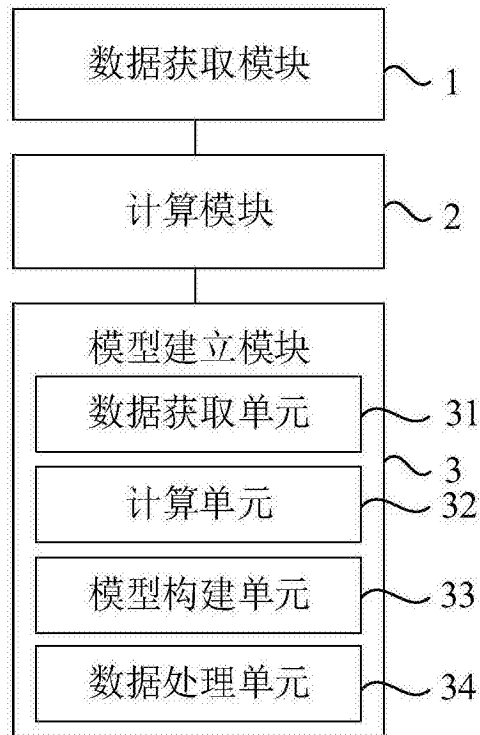 数据获取模块
1
计算模块
2
模型建立模块
数据获取单元
31
3
计算单元
32
模型构建单元
33
数据处理单元
34